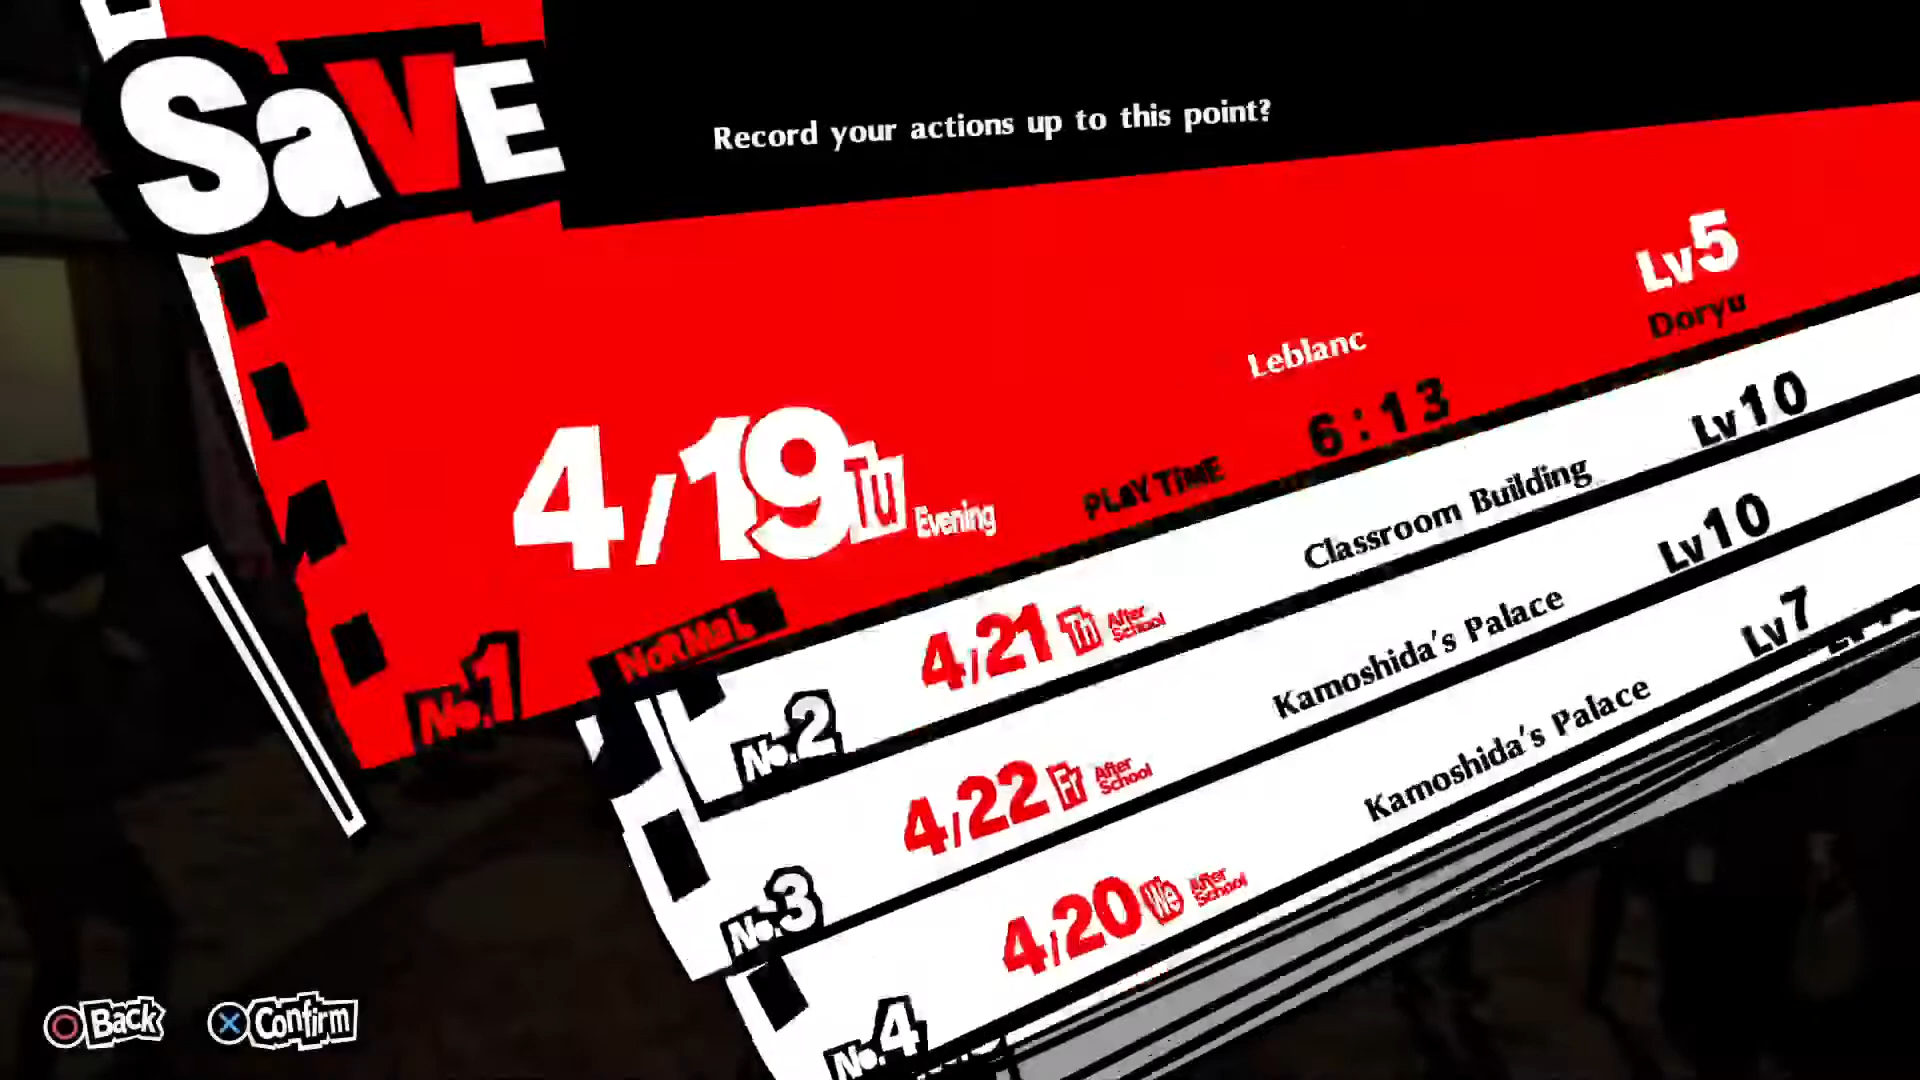 SaVE
Record your actions up to this point?
Lv5
Doryu
Leblanc
4/19 Tu Evening
PLaY TiME 6:13
No.1 NoRMaL
No.2 4/21 Th After School Classroom Building Lv10
No.3 4/22 Fr After School Kamoshida's Palace Lv10
No.4 4/20 We After School Kamoshida's Palace Lv7
Back Confirm